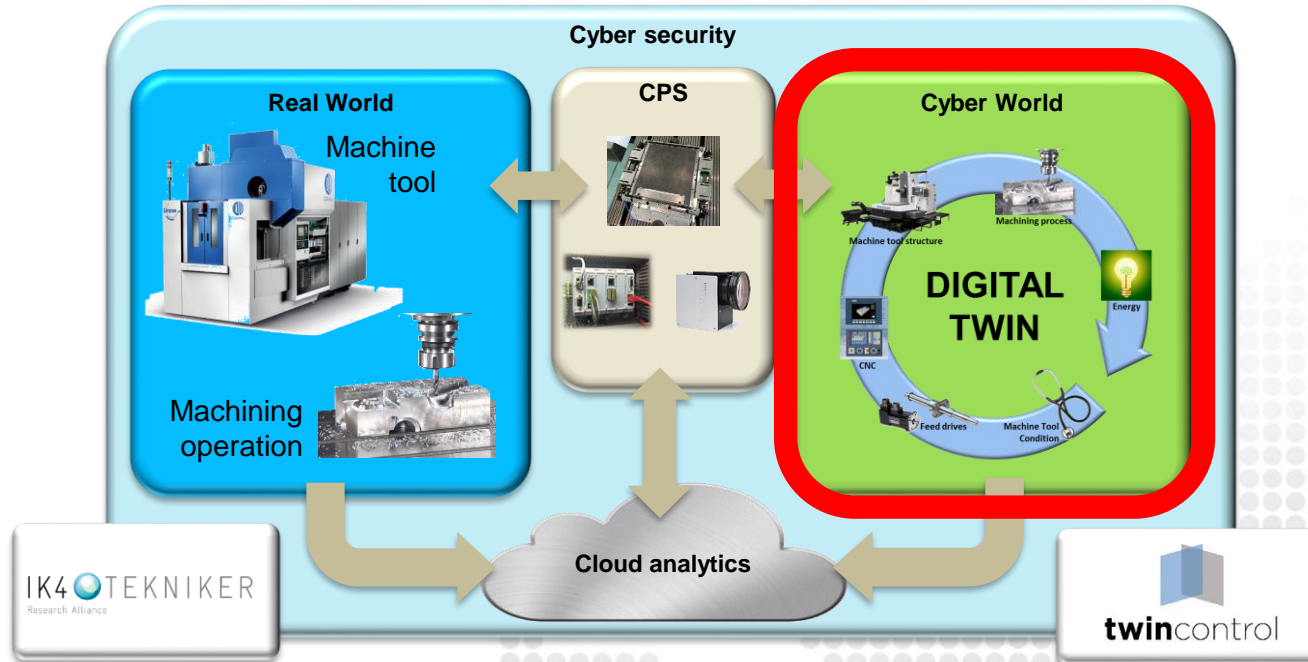 Cyber security
Real World
Machine
tool
Machining
operation
CPS
Cyber World
Machine tool structure
Machining process
DIGITAL
TWIN
Energy
CNC
Feed drives
Machine Tool
Condition
Cloud analytics
IK4 TEKNIKER
Research Alliance
twincontrol